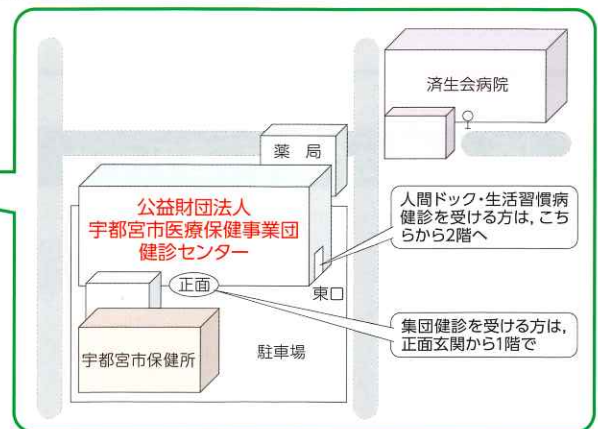 済生会病院
薬 局
公益財団法人
宇都宮市医療保健事業団
健診センター
人間ドック・生活習慣病
健診を受ける方は,こち
らから2階へ
正面
東口
集団健診を受ける方は,
正面玄関から1階で
宇都宮市保健所
駐車場